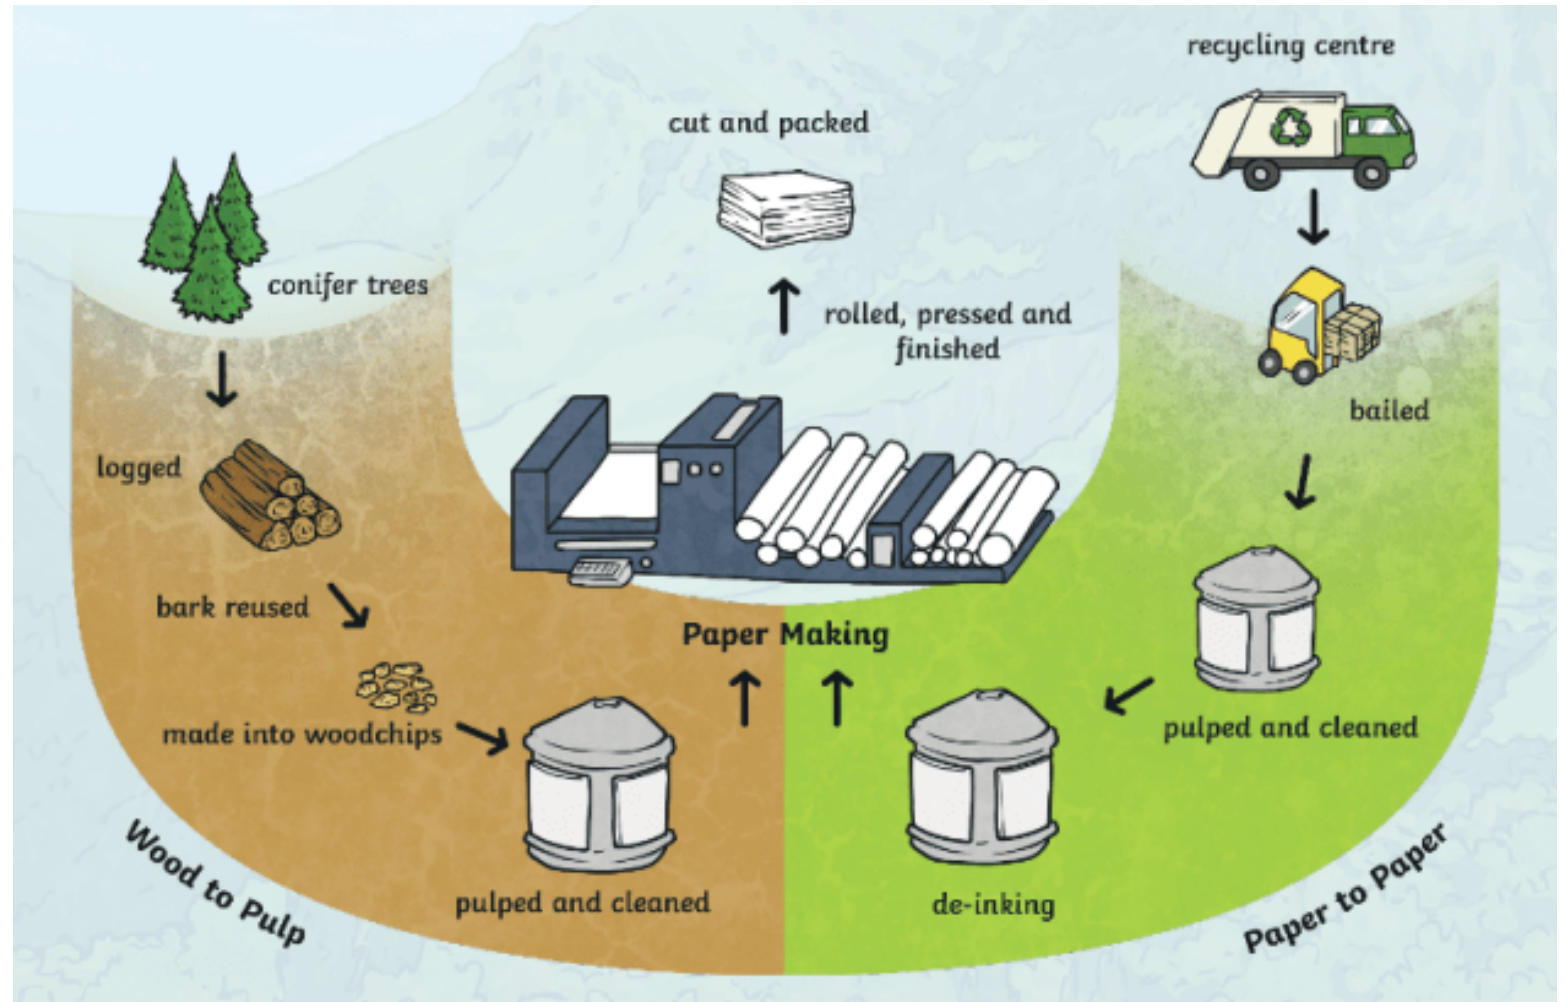 recycling centre
cut and packed
conifer trees
rolled, pressed and
finished
bailed
logged
bark reused
Paper Making
made into woodchips
pulped and cleaned
pulped and cleaned
de-inking
Wood to Pulp
Paper to Paper